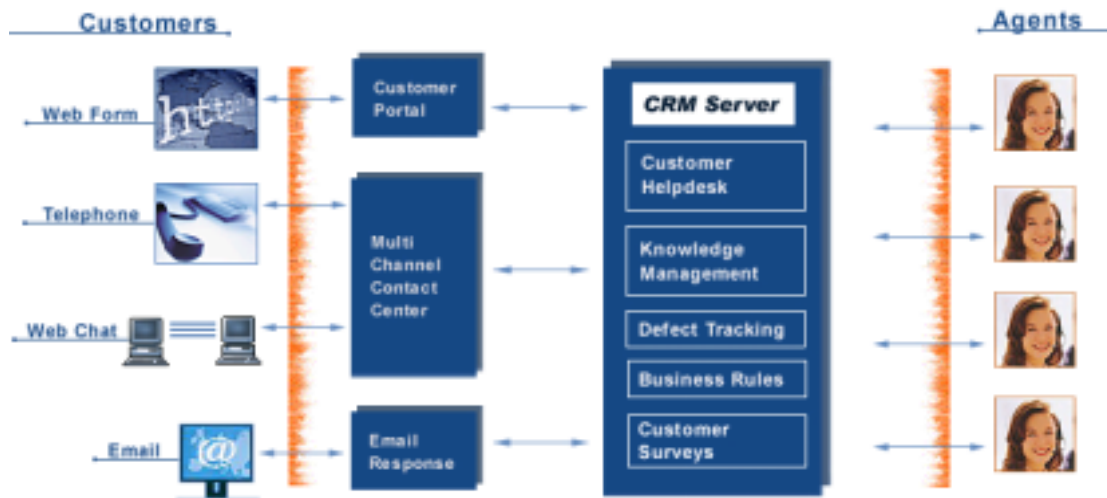 Customers
Agents
Web Form
http
Customer
Portal
CRM Server
Customer
Helpdesk
Telephone
Multi
Channel
Contact
Center
Knowledge
Management
Web Chat
Defect Tracking
Business Rules
Email
@
Email
Response
Customer
Surveys